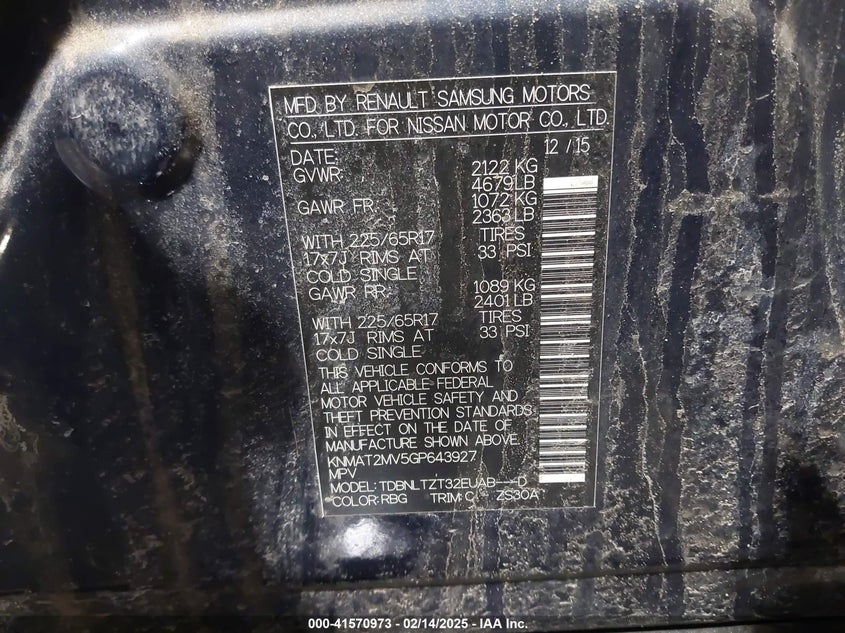 MFD. BY RENAULT SAMSUNG MOTORS
CO., LTD. FOR NISSAN MOTOR CO., LTD.
DATE: 12 / 15
GVWR: 2122 KG
4679 LB
GAWR FR: 1072 KG
2363 LB
WITH 225/65R17 TIRES
17x7J RIMS AT 33 PSI
COLD SINGLE
GAWR RR: 1089 KG
2401 LB
WITH 225/65R17 TIRES
17x7J RIMS AT 33 PSI
COLD SINGLE
THIS VEHICLE CONFORMS TO
ALL APPLICABLE FEDERAL
MOTOR VEHICLE SAFETY AND
THEFT PREVENTION STANDARDS
IN EFFECT ON THE DATE OF
MANUFACTURE SHOWN ABOVE.
KNMAT2MV5GP643927
MPV
MODEL: TDBNLTZT32EUAB---D
COLOR: RBG TRIM: C - ZS30A
000-41570973 - 02/14/2025 - IAA Inc.